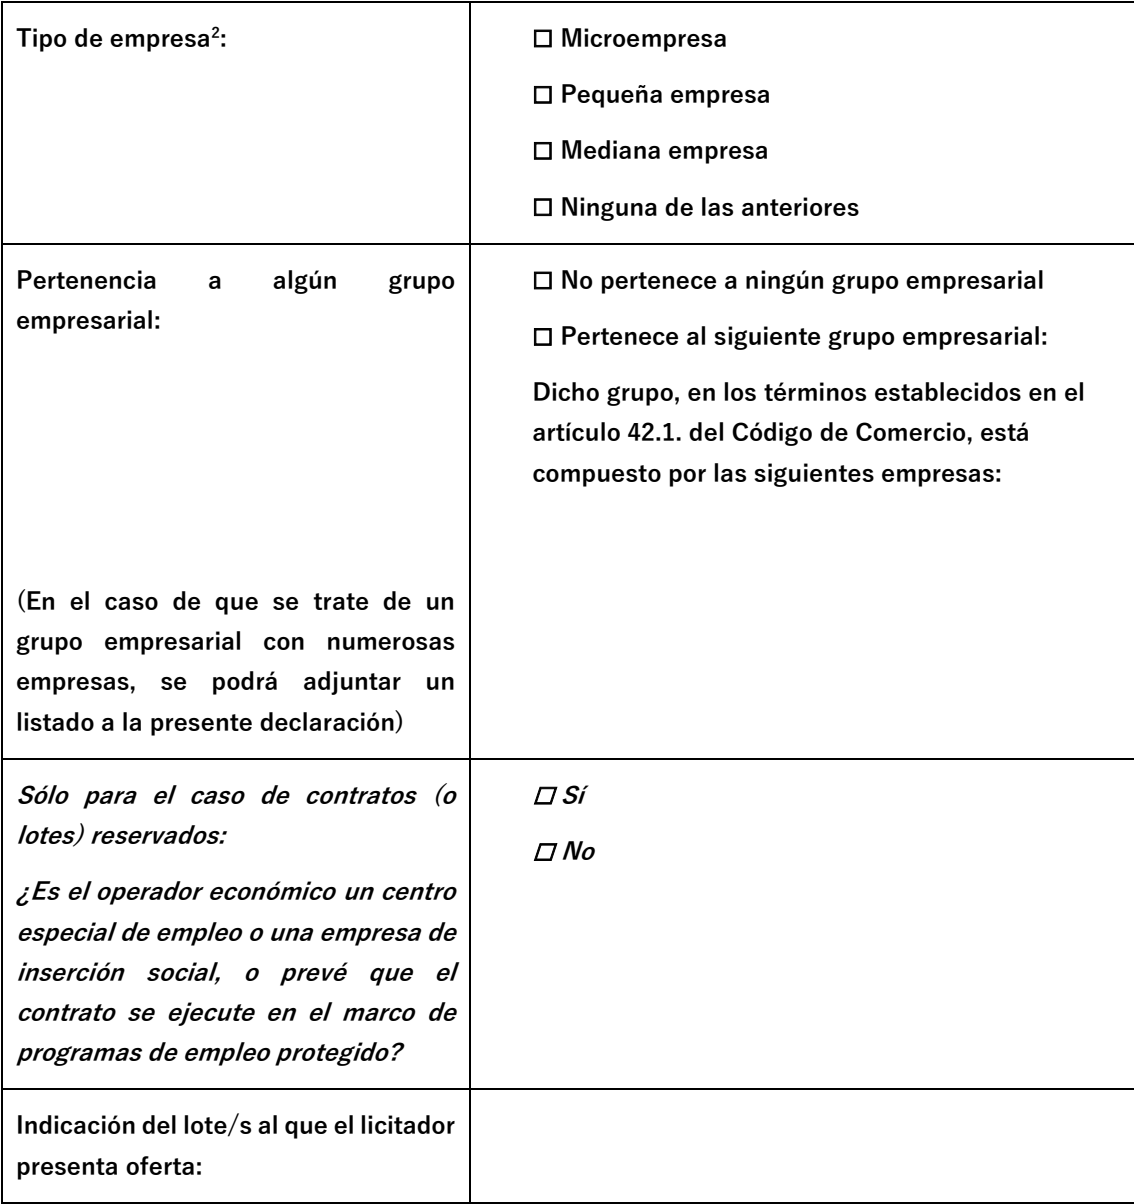 Tipo de empresa²:
☐ Microempresa
☐ Pequeña empresa
☐ Mediana empresa
☐ Ninguna de las anteriores
Pertenencia a algún grupo
empresarial:
(En el caso de que se trate de un
grupo empresarial con numerosas
empresas, se podrá adjuntar un
listado a la presente declaración)
☐ No pertenece a ningún grupo empresarial
☐ Pertenece al siguiente grupo empresarial:
Dicho grupo, en los términos establecidos en el
artículo 42.1. del Código de Comercio, está
compuesto por las siguientes empresas:
Sólo para el caso de contratos (o
lotes) reservados:
¿Es el operador económico un centro
especial de empleo o una empresa de
inserción social, o prevé que el
contrato se ejecute en el marco de
programas de empleo protegido?
☐ Sí
☐ No
Indicación del lote/s al que el licitador
presenta oferta: